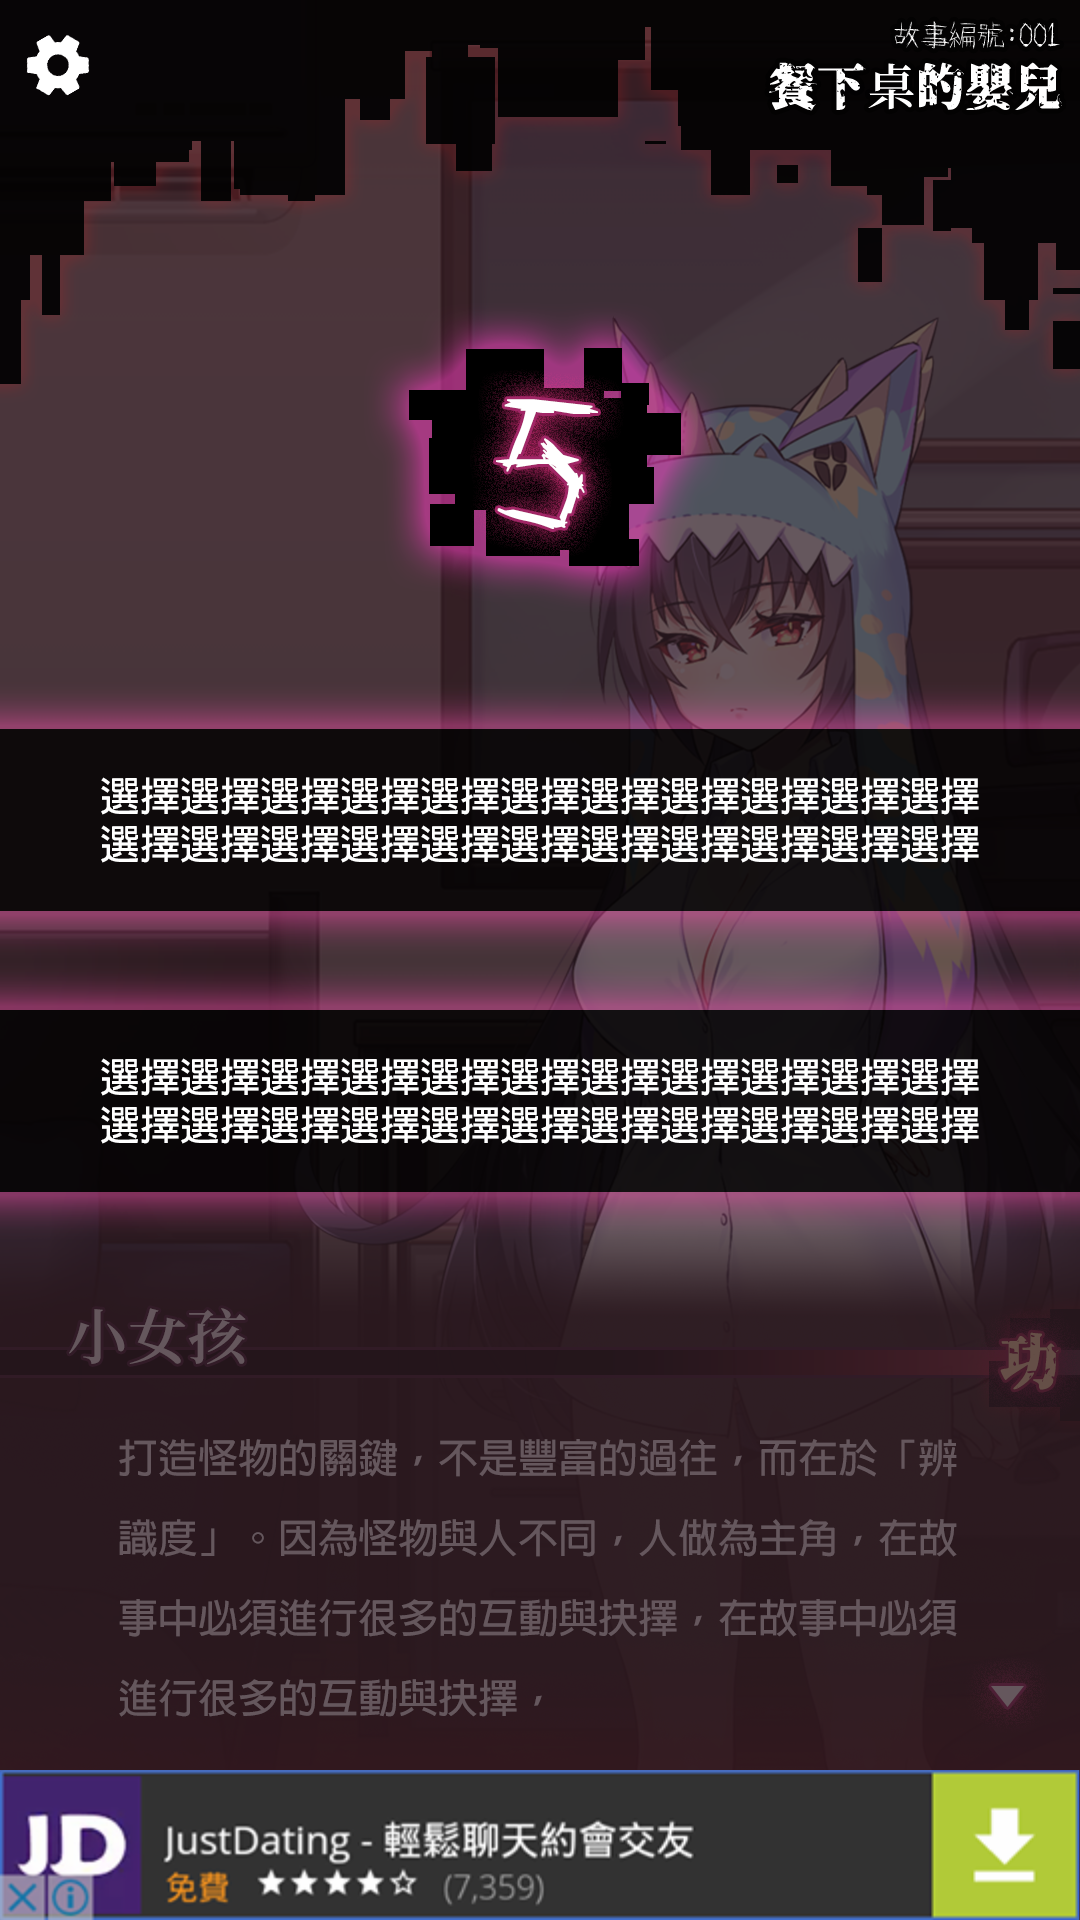 故事編號:001
餐下桌的嬰兒
5
選擇選擇選擇選擇選擇選擇選擇選擇選擇選擇選擇
選擇選擇選擇選擇選擇選擇選擇選擇選擇選擇選擇
選擇選擇選擇選擇選擇選擇選擇選擇選擇選擇選擇
選擇選擇選擇選擇選擇選擇選擇選擇選擇選擇選擇
小女孩
功
打造怪物的關鍵，不是豐富的過往，而在於「辨
識度」。因為怪物與人不同，人做為主角，在故
事中必須進行很多的互動與抉擇，在故事中必須
進行很多的互動與抉擇，
JD
JustDating - 輕鬆聊天約會交友
免費 ★★★★☆ (7,359)